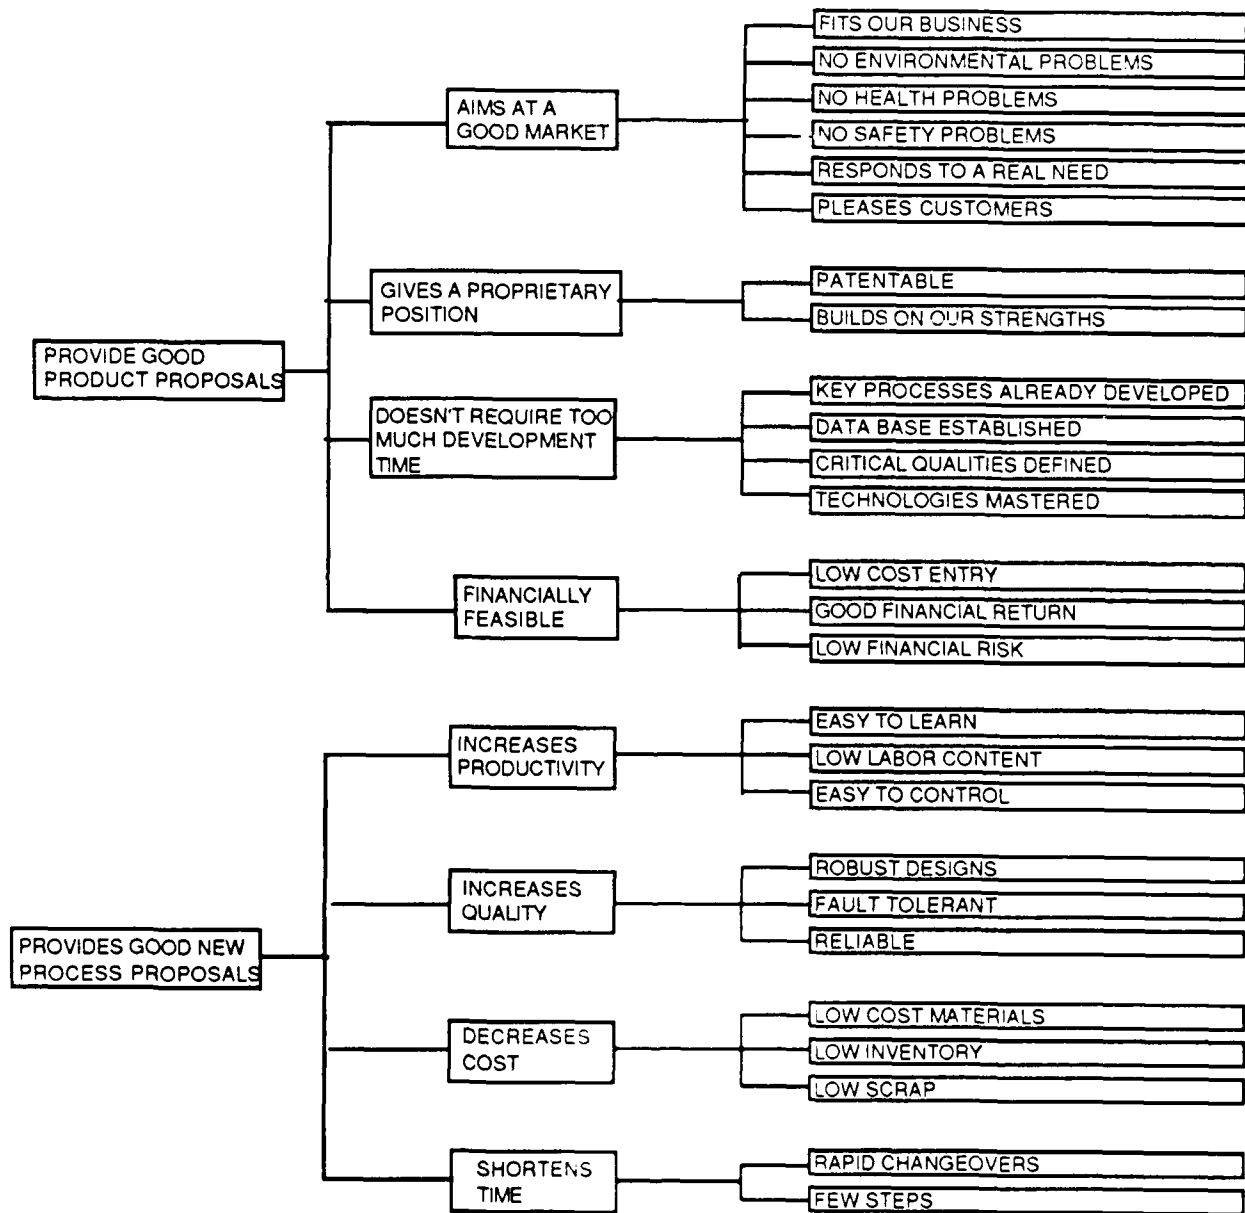 FITS OUR BUSINESS
NO ENVIRONMENTAL PROBLEMS
AIMS AT A
GOOD MARKET
NO HEALTH PROBLEMS
NO SAFETY PROBLEMS
RESPONDS TO A REAL NEED
PLEASES CUSTOMERS
GIVES A PROPRIETARY
POSITION
PATENTABLE
BUILDS ON OUR STRENGTHS
PROVIDE GOOD
PRODUCT PROPOSALS
DOESN'T REQUIRE TOO
MUCH DEVELOPMENT
TIME
KEY PROCESSES ALREADY DEVELOPED
DATA BASE ESTABLISHED
CRITICAL QUALITIES DEFINED
TECHNOLOGIES MASTERED
FINANCIALLY
FEASIBLE
LOW COST ENTRY
GOOD FINANCIAL RETURN
LOW FINANCIAL RISK
INCREASES
PRODUCTIVITY
EASY TO LEARN
LOW LABOR CONTENT
EASY TO CONTROL
INCREASES
QUALITY
ROBUST DESIGNS
FAULT TOLERANT
RELIABLE
PROVIDES GOOD NEW
PROCESS PROPOSALS
DECREASES
COST
LOW COST MATERIALS
LOW INVENTORY
LOW SCRAP
SHORTENS
TIME
RAPID CHANGEOVERS
FEW STEPS